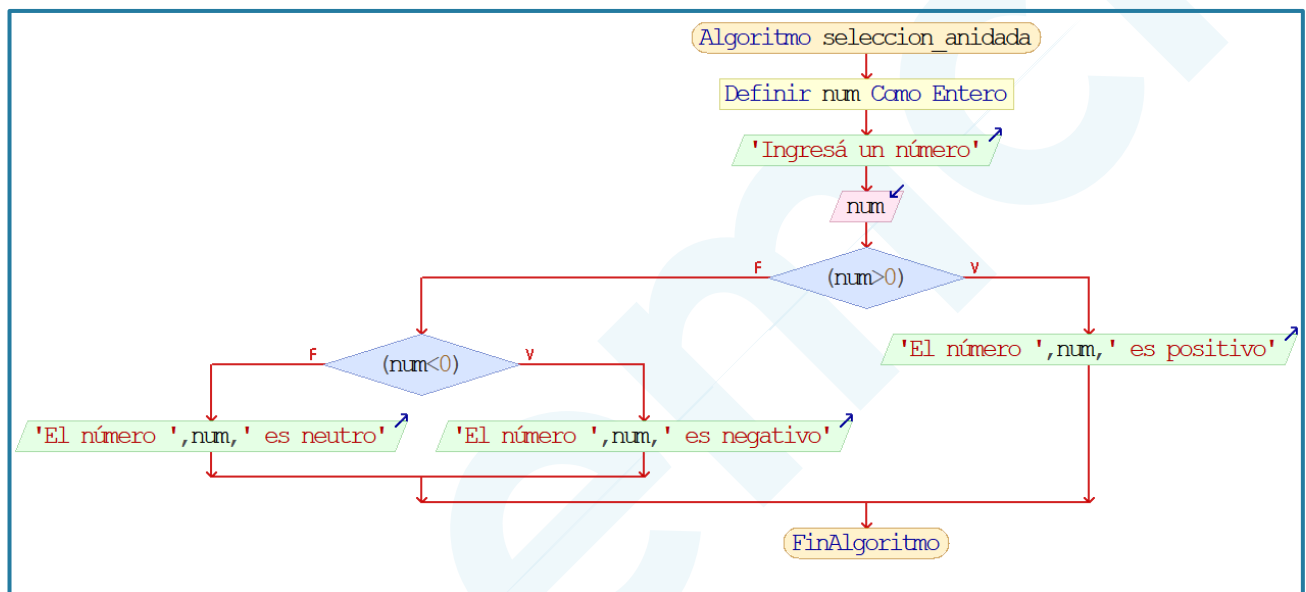 Algoritmo seleccion_anidada
Definir num Como Entero
'Ingresá un número'
num
F
(num>0)
V
F
(num<0)
V
'El número ',num,' es positivo'
'El número ',num,' es neutro'
'El número ',num,' es negativo'
FinAlgoritmo